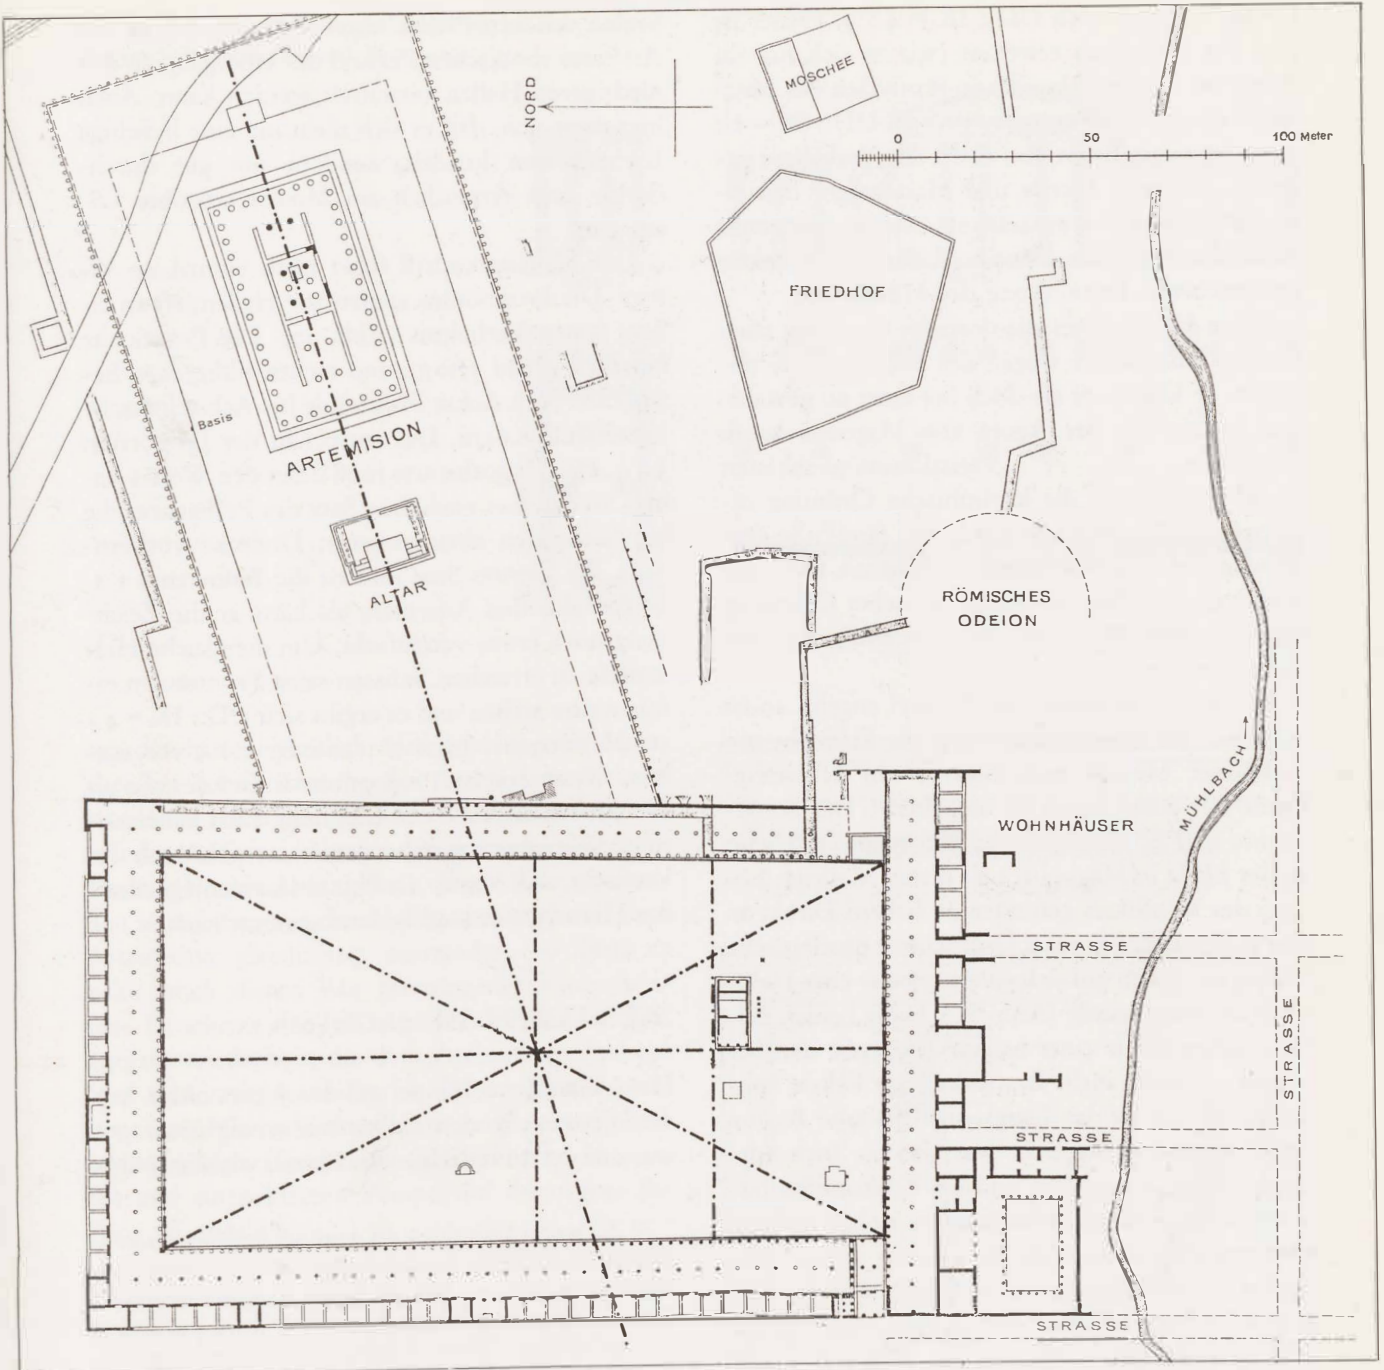 MOSCHEE
NORD
0 50 100 Meter
FRIEDHOF
Basis
ARTEMISION
ALTAR
RÖMISCHES
ODEION
MÜHLBACH
WOHNHÄUSER
STRASSE
STRASSE
STRASSE
STRASSE